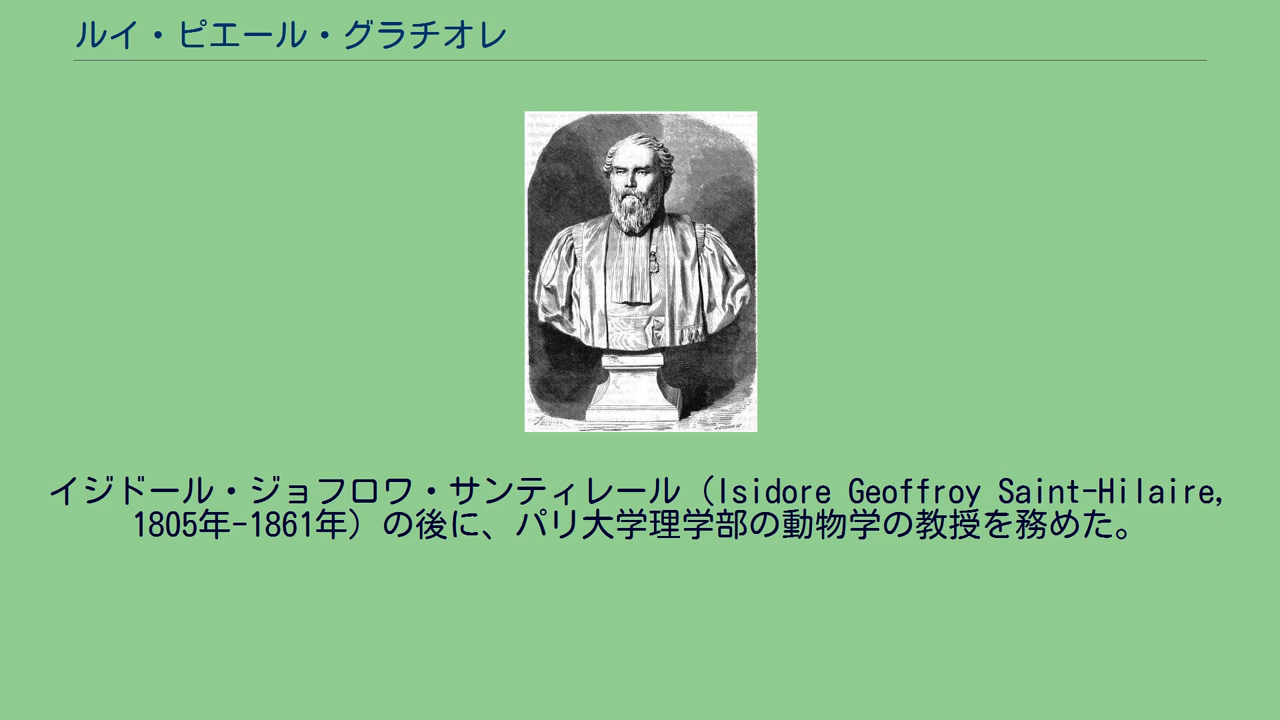 ルイ・ピエール・グラチオレ
イジドール・ジョフロワ・サンティレール（Isidore Geoffroy Saint-Hilaire,
1805年-1861年）の後に、パリ大学理学部の動物学の教授を務めた。